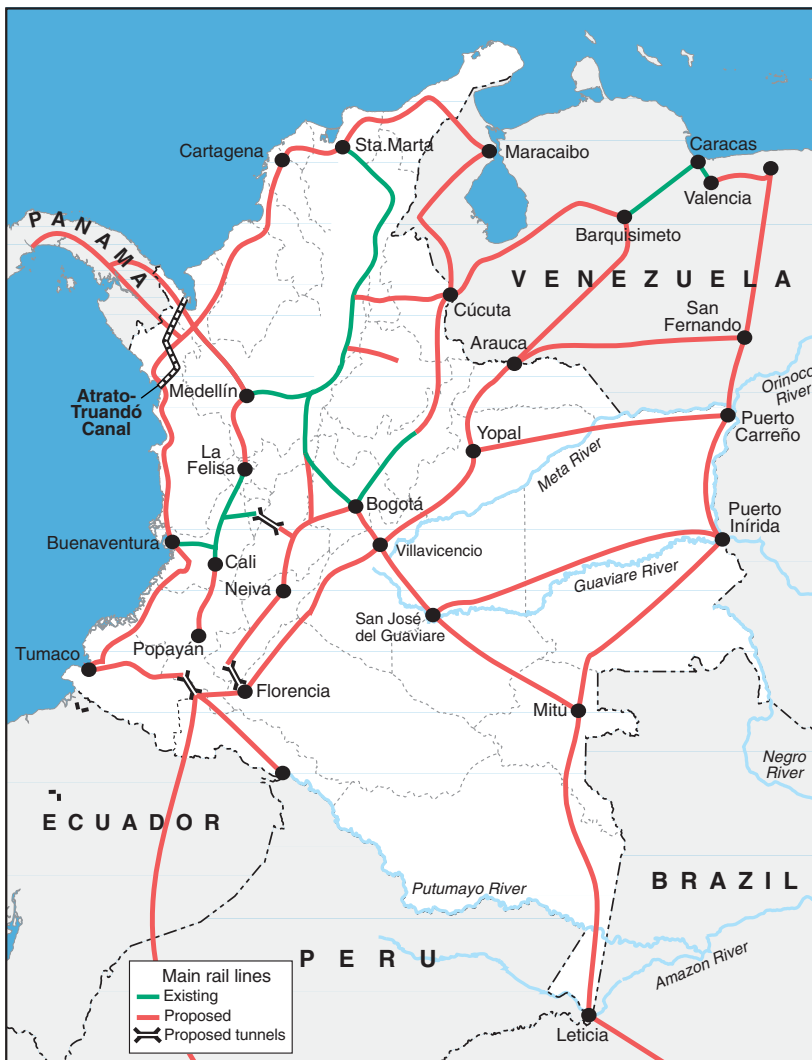 Cartagena
Sta.Marta
Maracaibo
Caracas
Valencia
Barquisimeto
PANAMA
VENEZUELA
Cúcuta
San
Fernando
Arauca
Orinoco
River
Atrato-
Truandó
Canal
Medellín
Puerto
Carreño
Yopal
Meta River
La
Felisa
Bogotá
Puerto
Inírida
Buenaventura
Villavicencio
Cali
Neiva
Guaviare River
San José
del Guaviare
Popayán
Tumaco
Florencia
Mitú
Negro
River
ECUADOR
BRAZIL
Putumayo River
PERU
Amazon River
Main rail lines
Existing
Proposed
Proposed tunnels
Leticia